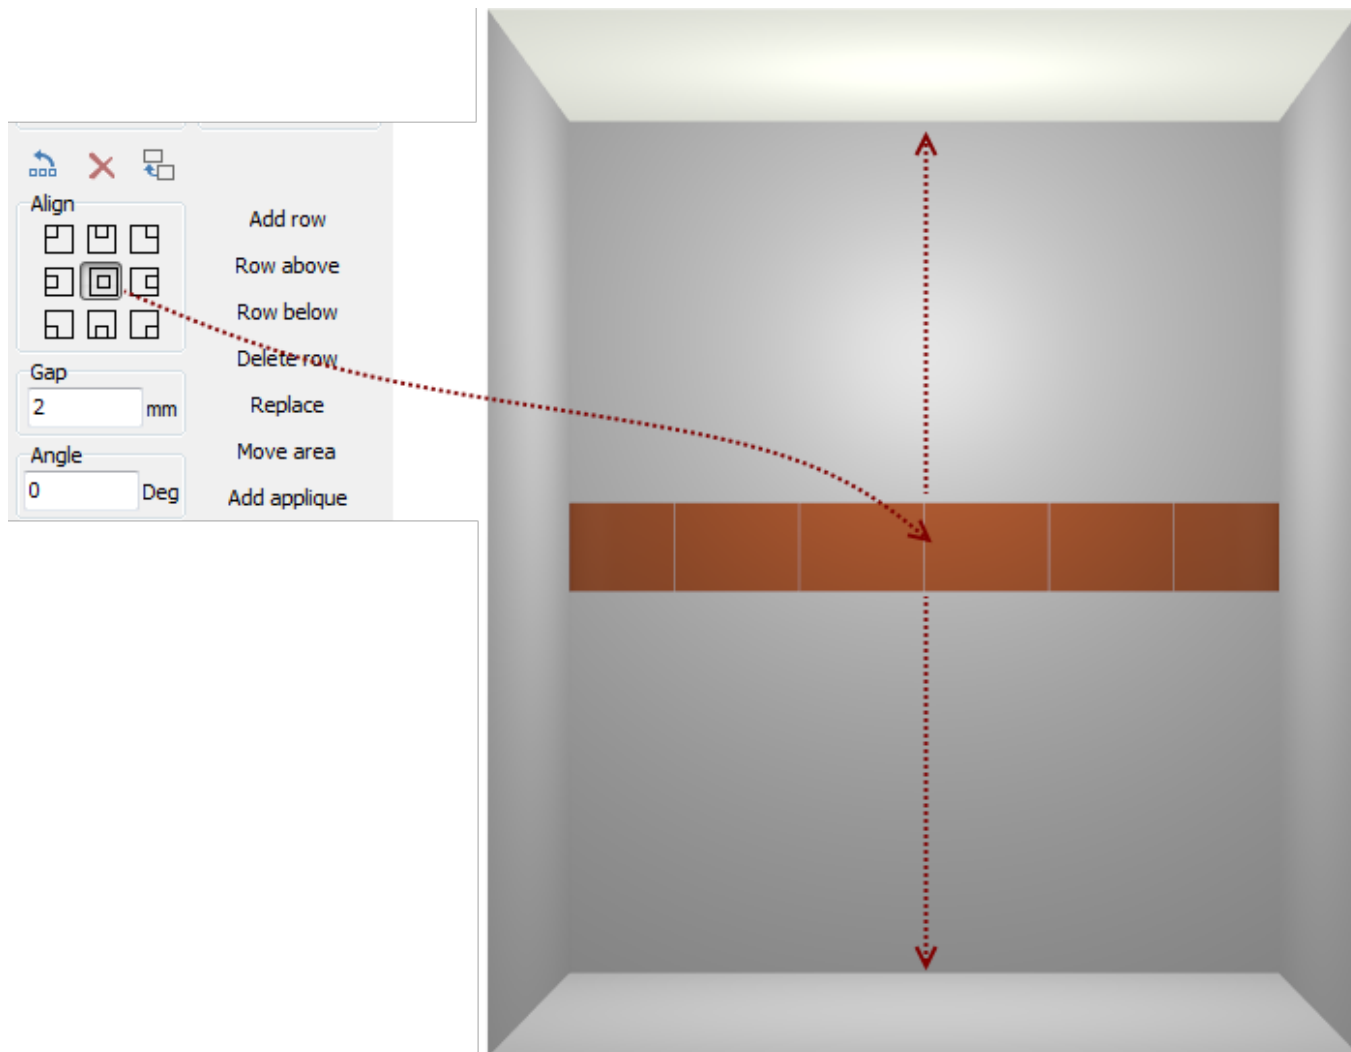 Align
Add row
Row above
Row below
Delete row
Gap
2 mm
Replace
Move area
Angle
0 Deg
Add applique